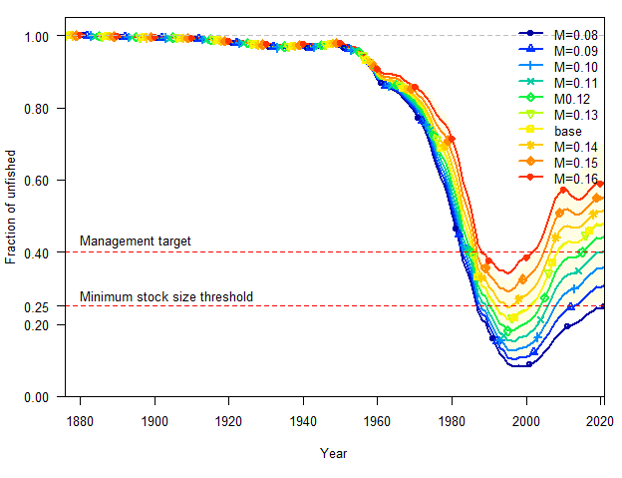 Fraction of unfished
1.00
0.80
0.60
0.40
0.25
0.20
0.00
Management target
Minimum stock size threshold
M=0.08
M=0.09
M=0.10
M=0.11
M0.12
M=0.13
base
M=0.14
M=0.15
M=0.16
1880 1900 1920 1940 1960 1980 2000 2020
Year